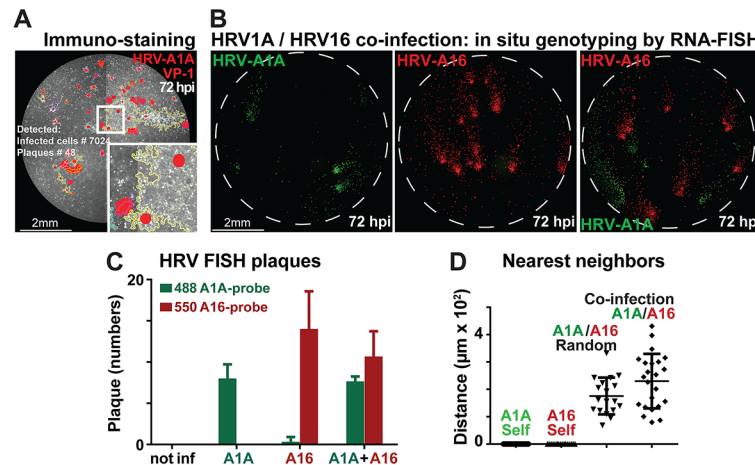 A
Immuno-staining
HRV-A1A
VP-1
72 hpi
Detected:
Infected cells # 7024
Plaques # 48
2mm
B
HRV1A / HRV16 co-infection: in situ genotyping by RNA-FISH
HRV-A1A
2mm
72 hpi
HRV-A16
72 hpi
HRV-A16
HRV-A1A
72 hpi
C
HRV FISH plaques
488 A1A-probe
550 A16-probe
Plaque (numbers)
20
10
0
not inf
A1A
A16
A1A+A16
D
Nearest neighbors
Distance (µm x 10²)
4
2
0
A1A
Self
A16
Self
A1A/A16
Random
Co-infection
A1A/A16